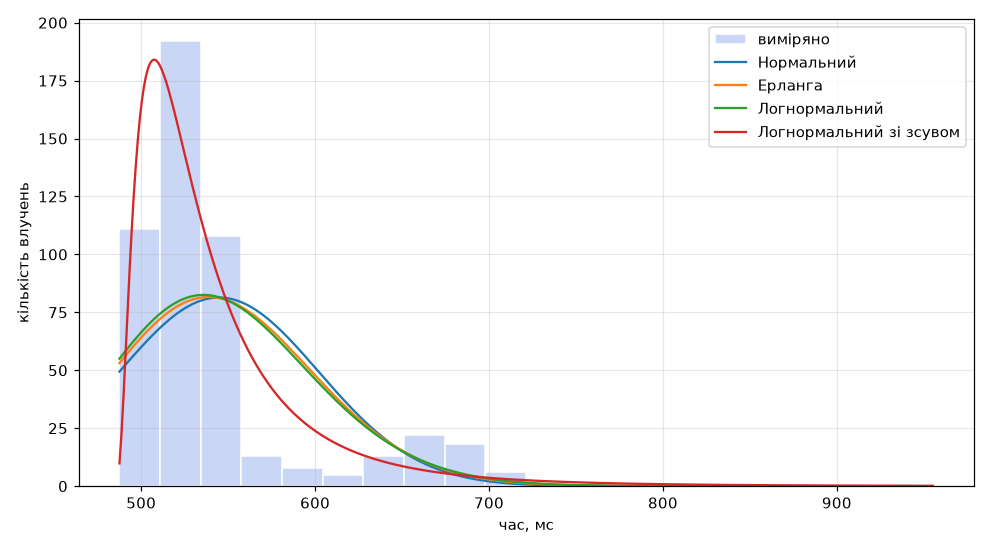 200
175
150
125
100
75
50
25
0
кількість влучень
виміряно
Нормальний
Ерланга
Логнормальний
Логнормальний зі зсувом
500 600 700 800 900
час, мс